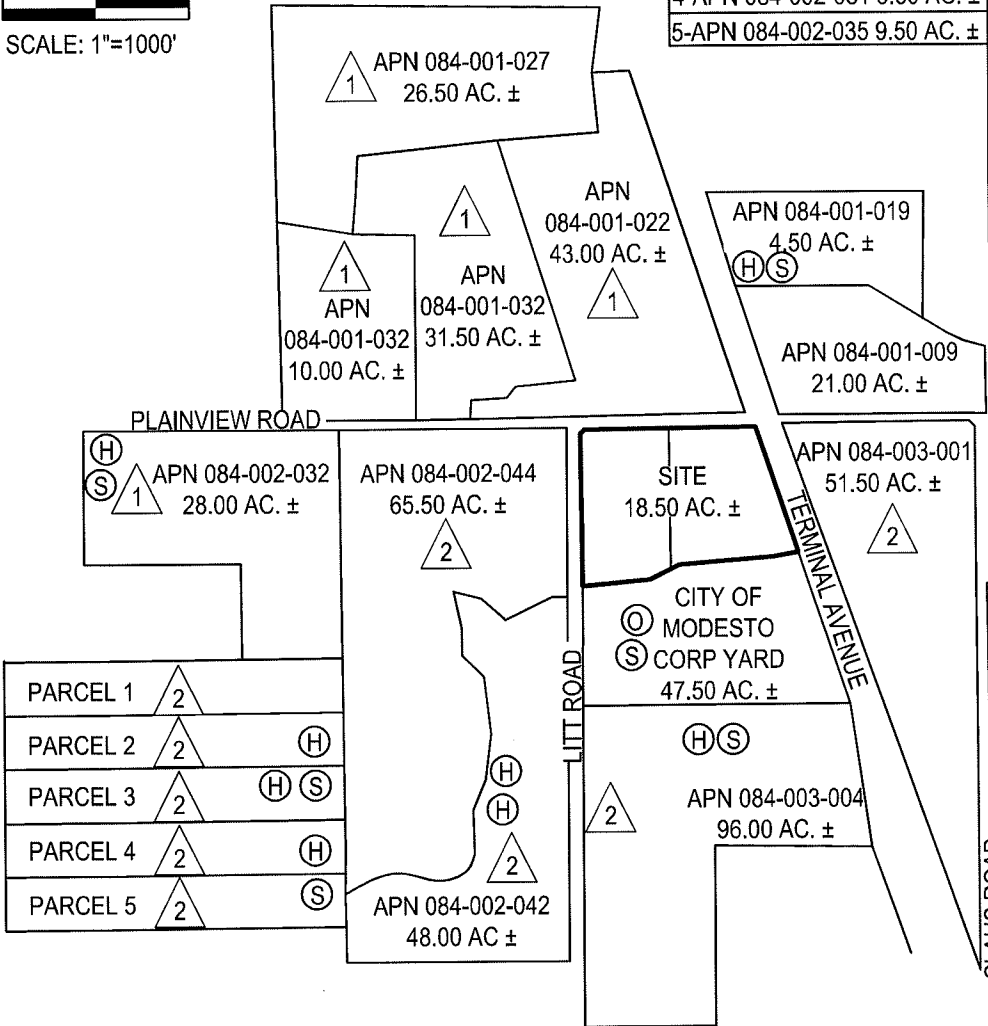 SCALE: 1"=1000'
5-APN 084-002-035 9.50 AC. ±
1
APN 084-001-027
26.50 AC. ±
1
APN
084-001-032
31.50 AC. ±
APN
084-001-022
43.00 AC. ±
1
APN 084-001-019
4.50 AC. ±
H S
1
APN
084-001-032
10.00 AC. ±
APN 084-001-009
21.00 AC. ±
PLAINVIEW ROAD
H
S
1
APN 084-002-032
28.00 AC. ±
APN 084-002-044
65.50 AC. ±
2
SITE
18.50 AC. ±
APN 084-003-001
51.50 AC. ±
2
TERMINAL AVENUE
LITT ROAD
CITY OF
O MODESTO
S CORP YARD
47.50 AC. ±
PARCEL 1 2
PARCEL 2 2 H
PARCEL 3 2 H S
PARCEL 4 2 H
PARCEL 5 2 S
H
H
2
APN 084-002-042
48.00 AC ±
H S
2
APN 084-003-004
96.00 AC. ±